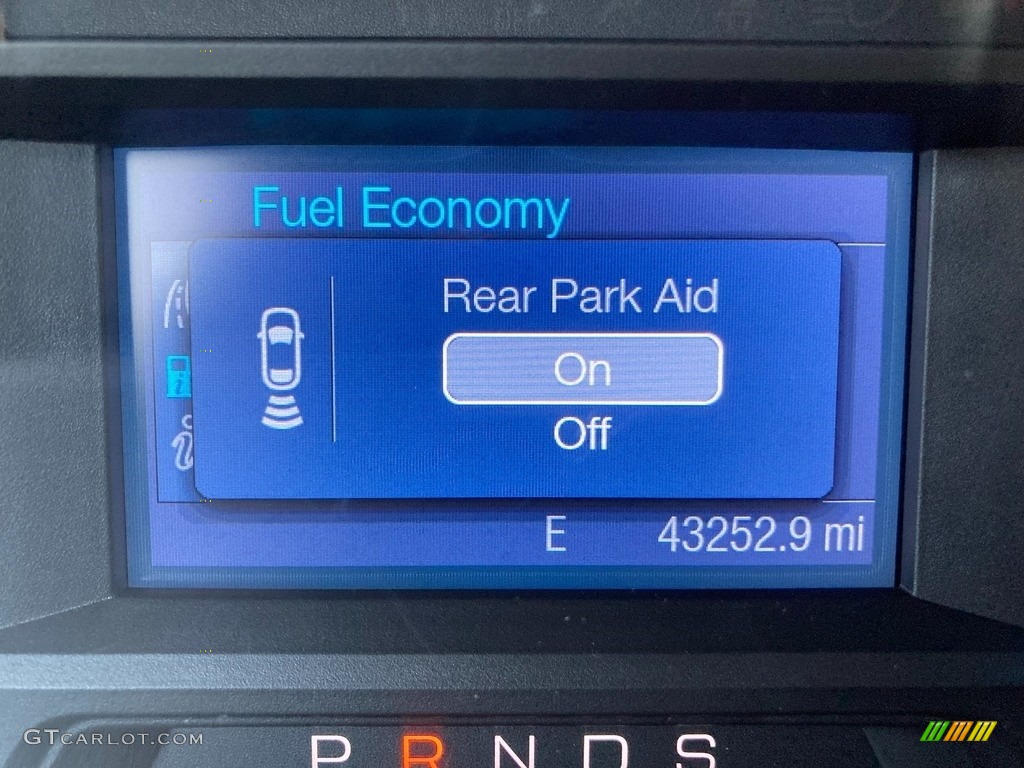 Fuel Economy
Rear Park Aid
On
Off
E 43252.9 mi
GTCARLOT.COM
P R N D S